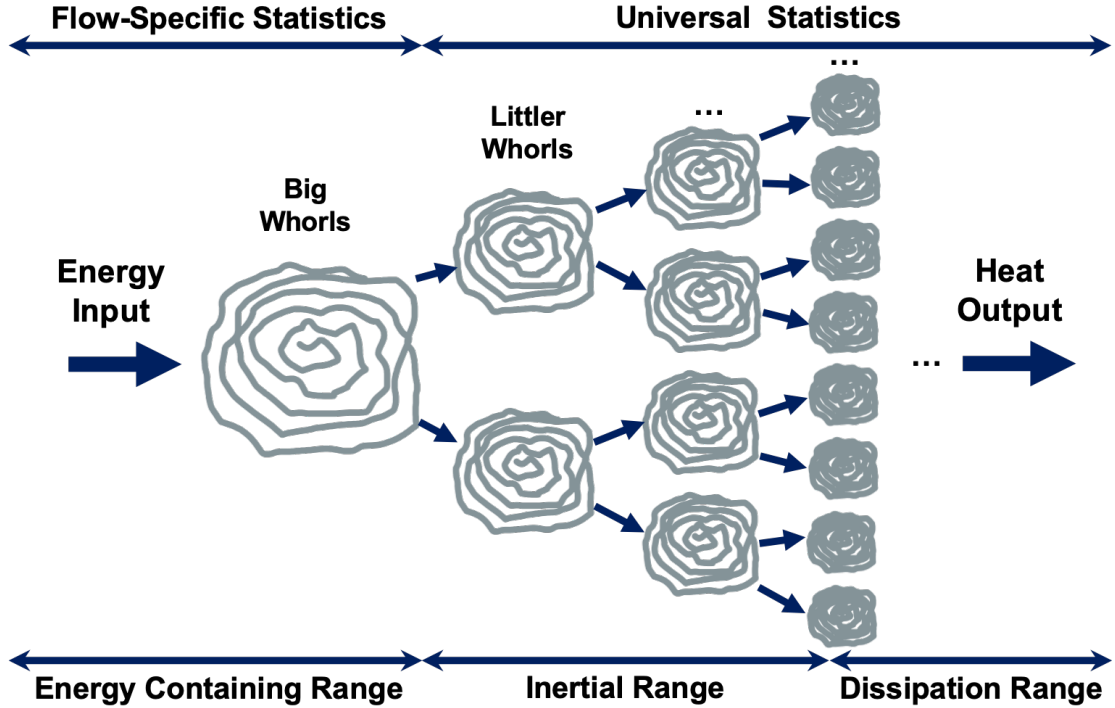 Flow-Specific Statistics
Universal Statistics
...
Littler
Whorls
...
Big
Whorls
Energy
Input
Heat
Output
...
Energy Containing Range
Inertial Range
Dissipation Range